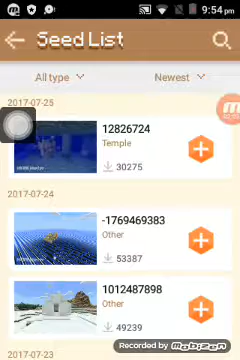 9:54 pm
Seed List
All type
Newest
2017-07-25
12826724
Temple
30275
2017-07-24
-1769469383
Other
53387
1012487898
Other
49239
2017-07-23
Recorded by MOBIZEN